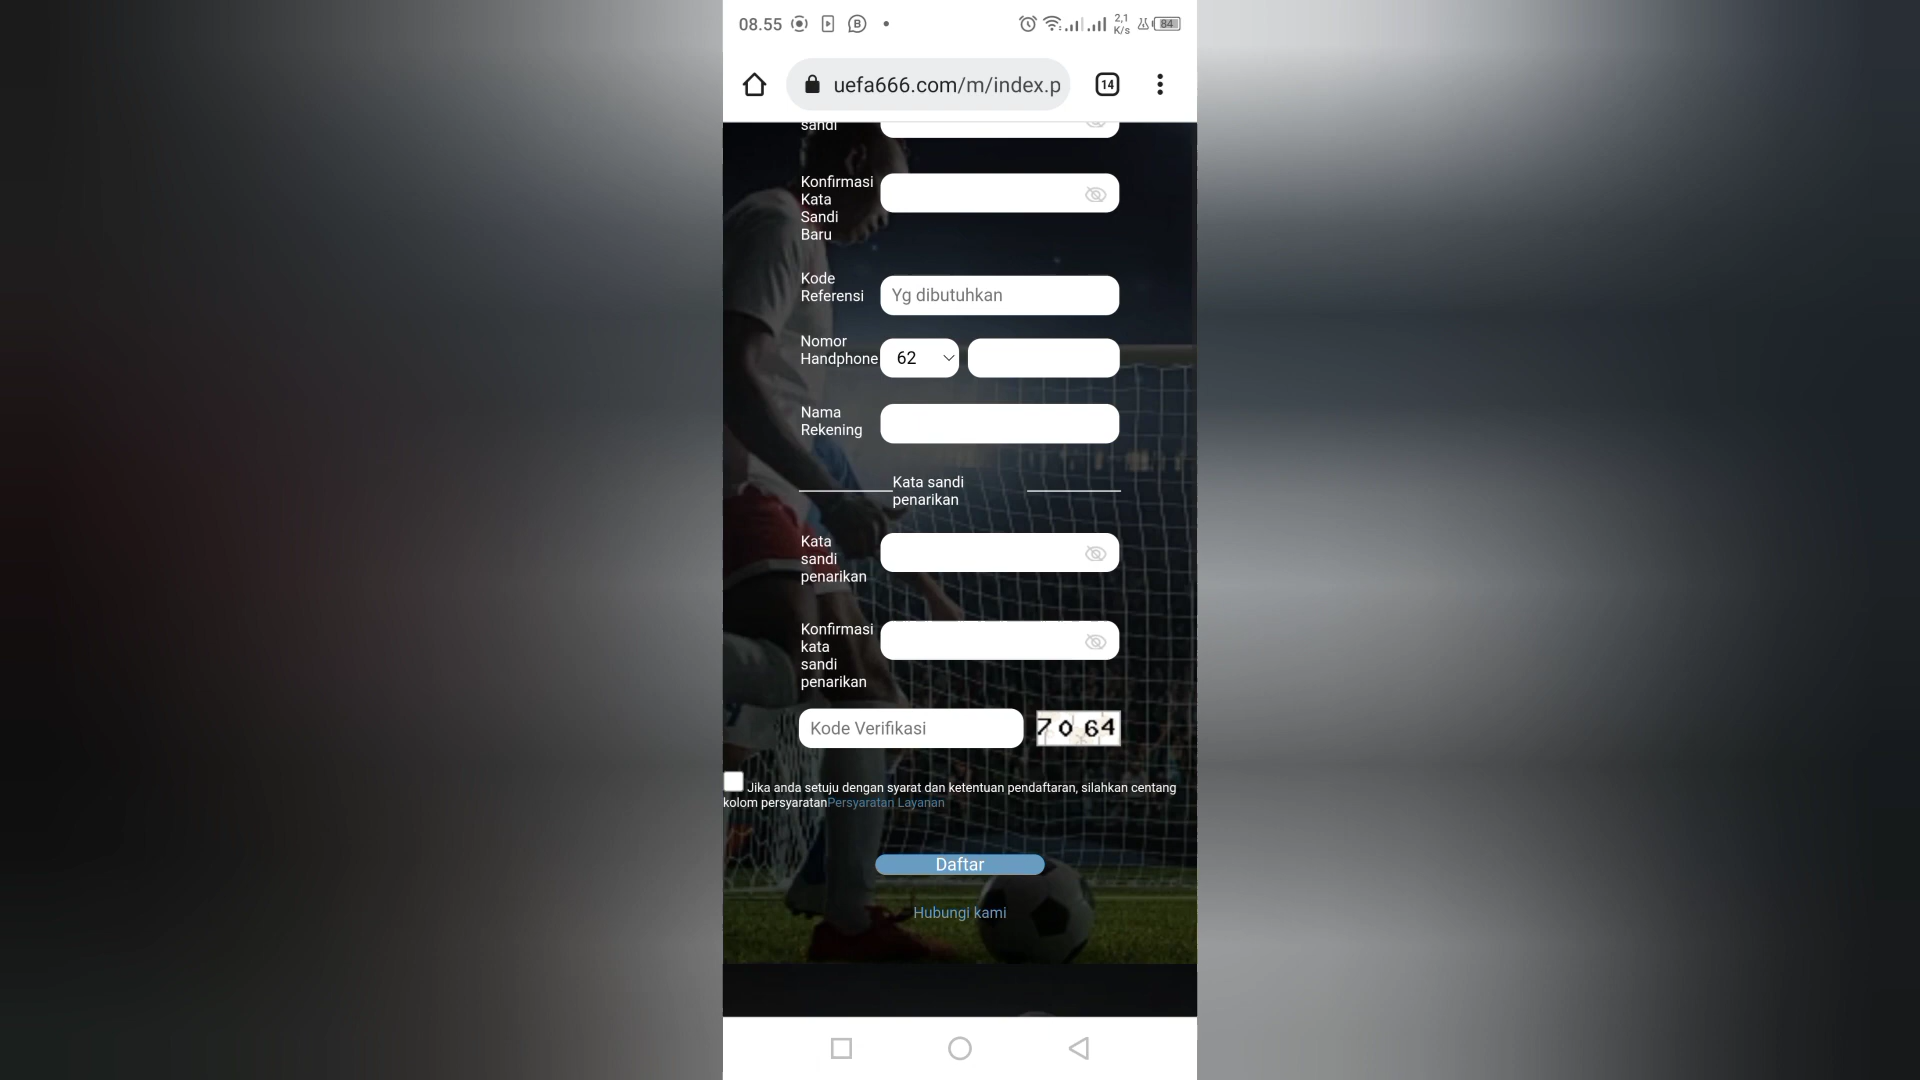 08.55
2,1
K/s
84
uefa666.com/m/index.p
14
sandi
Konfirmasi
Kata
Sandi
Baru
Kode
Referensi
Yg dibutuhkan
Nomor
Handphone
62
Nama
Rekening
Kata sandi
penarikan
Kata
sandi
penarikan
Konfirmasi
kata
sandi
penarikan
Kode Verifikasi
7064
Jika anda setuju dengan syarat dan ketentuan pendaftaran, silahkan centang
kolom persyaratanPersyaratan Layanan
Daftar
Hubungi kami